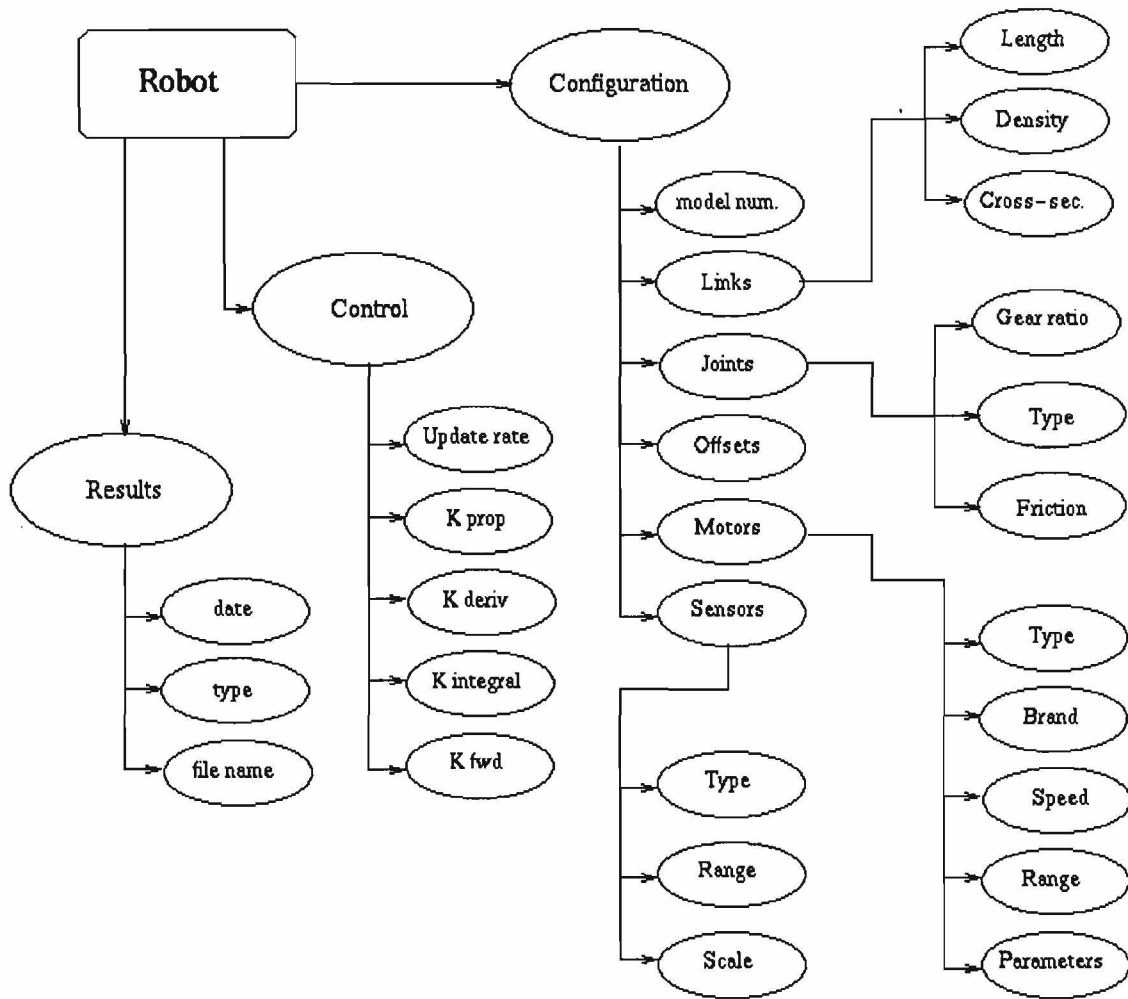 Robot
Configuration
Length
Density
Cross-sec.
model num.
Links
Control
Gear ratio
Joints
Type
Update rate
Offsets
Results
Friction
K prop
Motors
date
K deriv
Sensors
Type
type
K integral
Brand
file name
K fwd
Type
Speed
Range
Range
Scale
Parameters